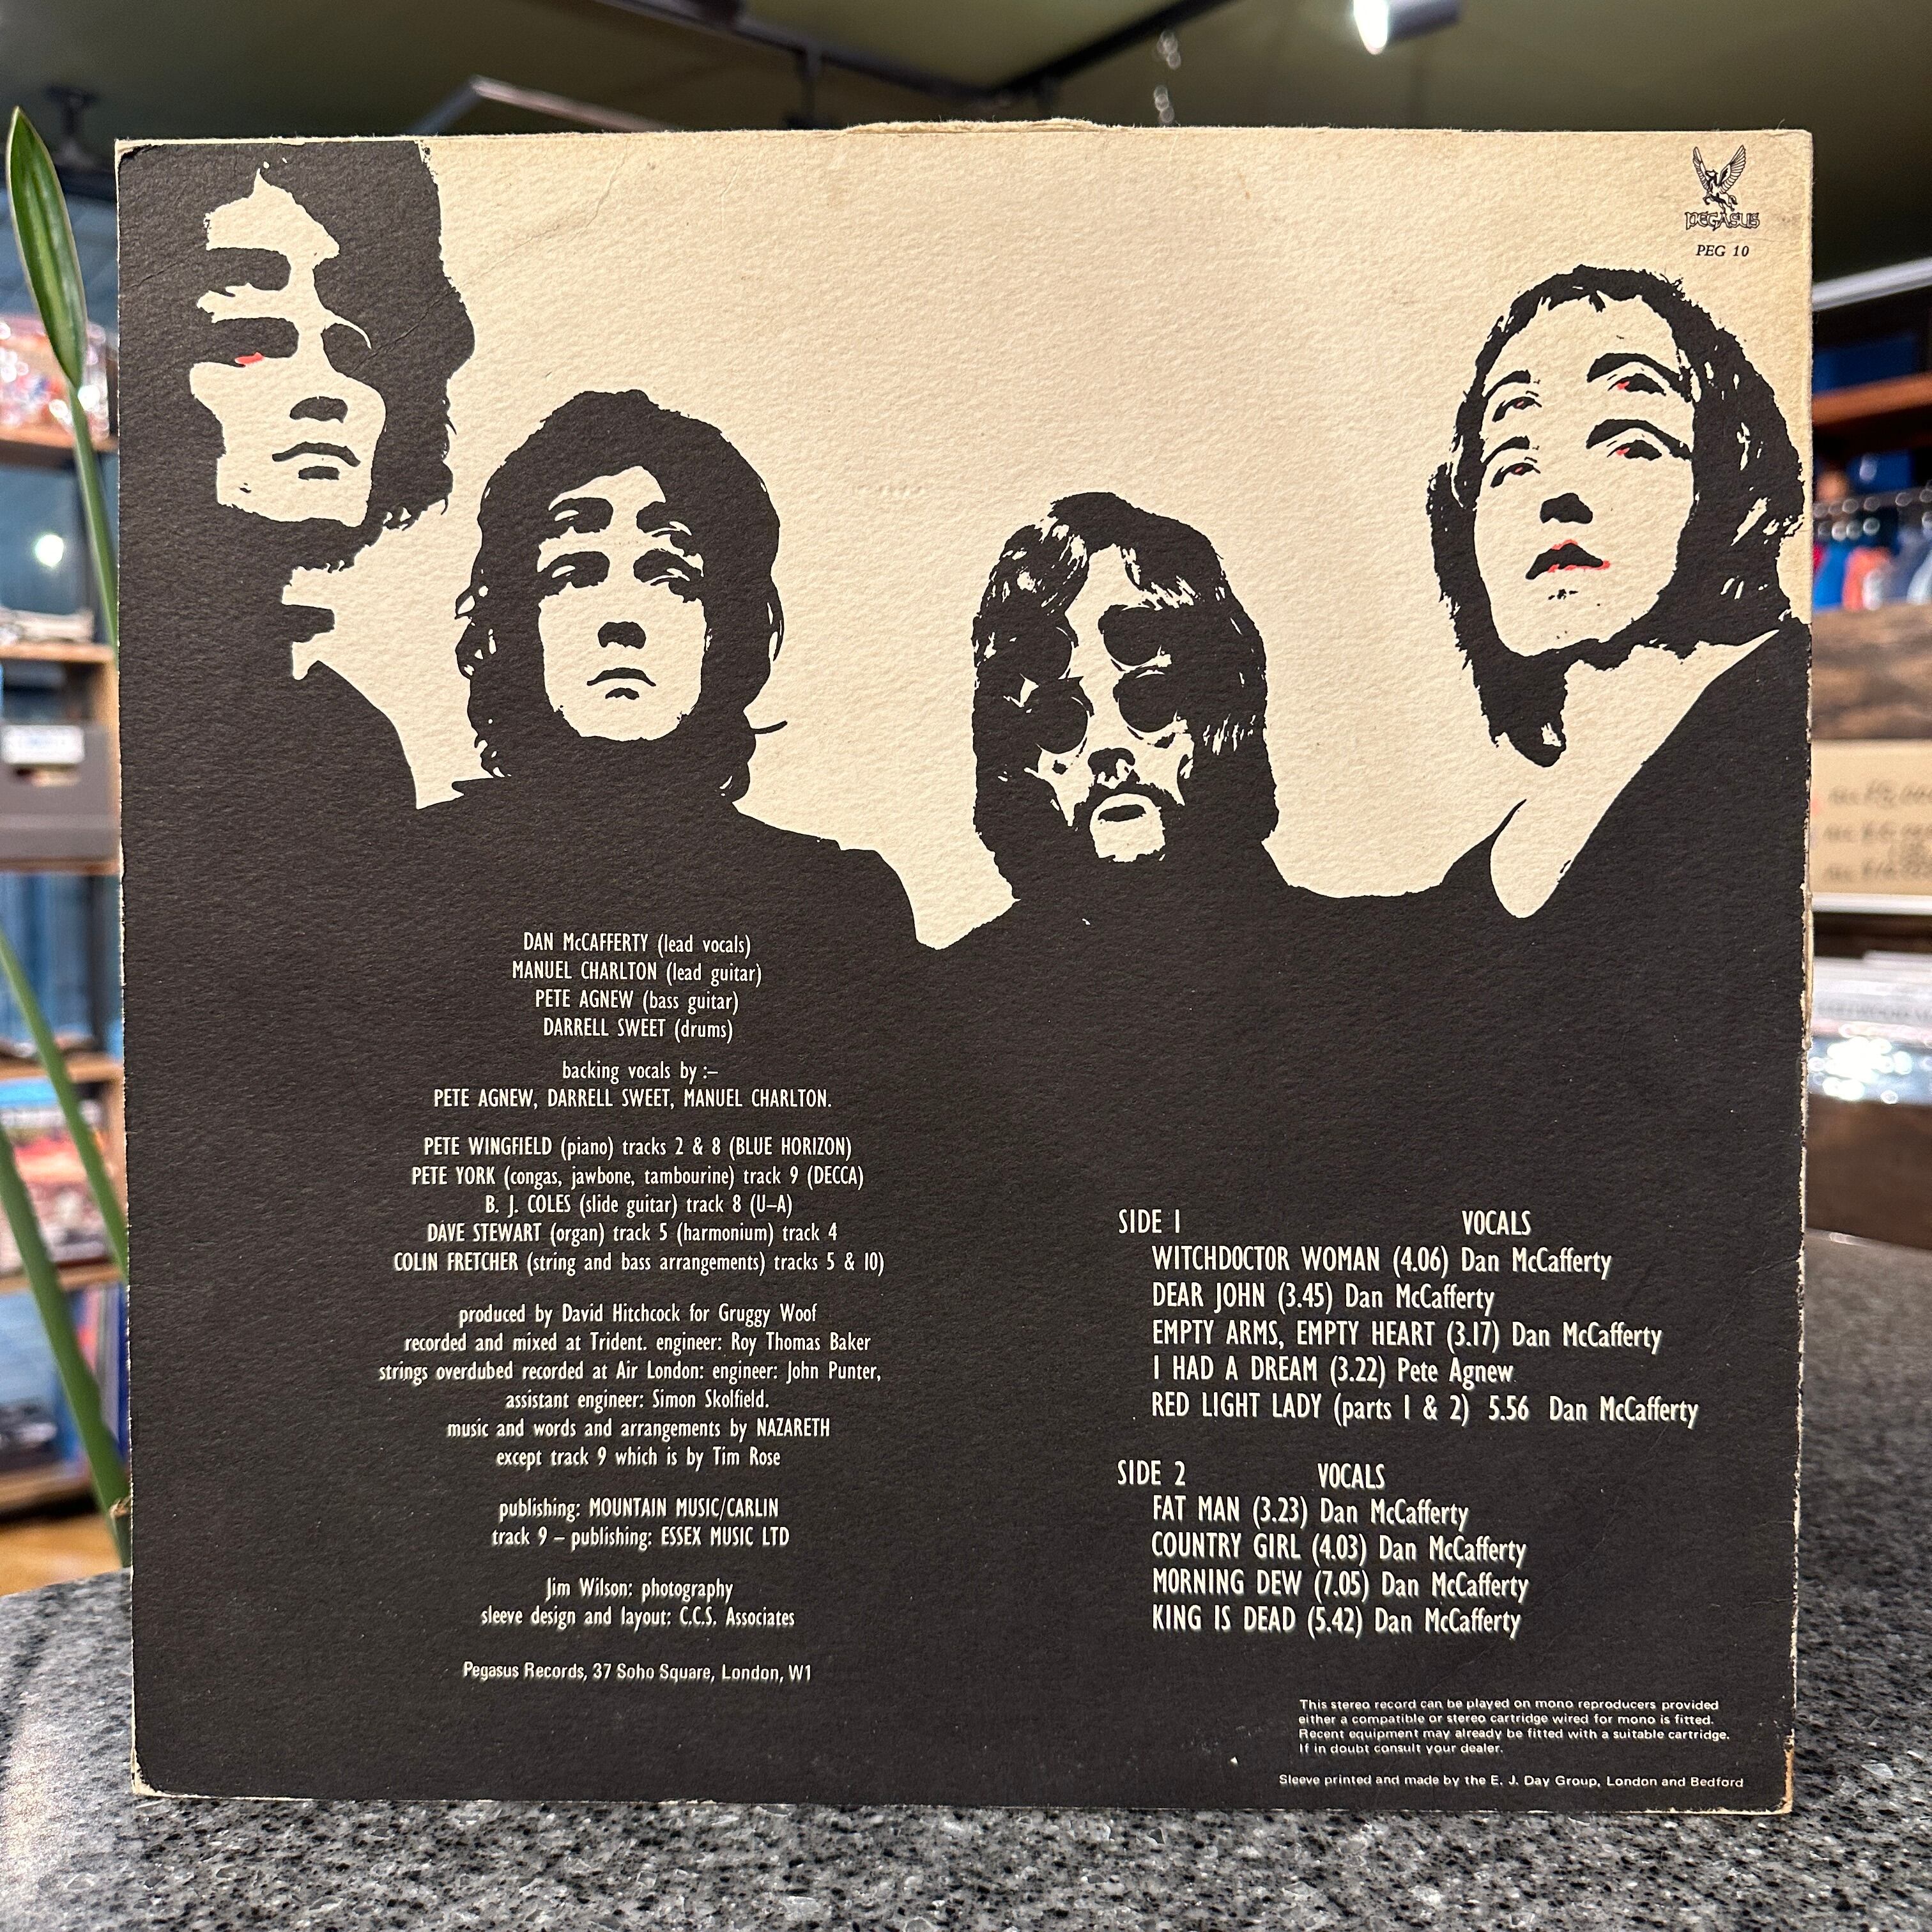 PEGASUS
PEG 10
DAN McCAFFERTY (lead vocals)
MANUEL CHARLTON (lead guitar)
PETE AGNEW (bass guitar)
DARRELL SWEET (drums)
backing vocals by :–
PETE AGNEW, DARRELL SWEET, MANUEL CHARLTON.
PETE WINGFIELD (piano) tracks 2 & 8 (BLUE HORIZON)
PETE YORK (congas, jawbone, tambourine) track 9 (DECCA)
B. J. COLES (slide guitar) track 8 (U–A)
DAVE STEWART (organ) track 5 (harmonium) track 4
COLIN FRETCHER (string and bass arrangements) tracks 5 & 10)
produced by David Hitchcock for Gruggy Woof
recorded and mixed at Trident. engineer: Roy Thomas Baker
strings overdubed recorded at Air London: engineer: John Punter,
assistant engineer: Simon Skolfield.
music and words and arrangements by NAZARETH
except track 9 which is by Tim Rose
publishing: MOUNTAIN MUSIC/CARLIN
track 9 – publishing: ESSEX MUSIC LTD
Jim Wilson: photography
sleeve design and layout: C.C.S. Associates
Pegasus Records, 37 Soho Square, London, W1
SIDE 1 VOCALS
WITCHDOCTOR WOMAN (4.06) Dan McCafferty
DEAR JOHN (3.45) Dan McCafferty
EMPTY ARMS, EMPTY HEART (3.17) Dan McCafferty
I HAD A DREAM (3.22) Pete Agnew
RED LIGHT LADY (parts 1 & 2) 5.56 Dan McCafferty
SIDE 2 VOCALS
FAT MAN (3.23) Dan McCafferty
COUNTRY GIRL (4.03) Dan McCafferty
MORNING DEW (7.05) Dan McCafferty
KING IS DEAD (5.42) Dan McCafferty
This stereo record can be played on mono reproducers provided
either a compatible or stereo cartridge wired for mono is fitted.
Recent equipment may already be fitted with a suitable cartridge.
If in doubt consult your dealer.
Sleeve printed and made by the E. J. Day Group, London and Bedford